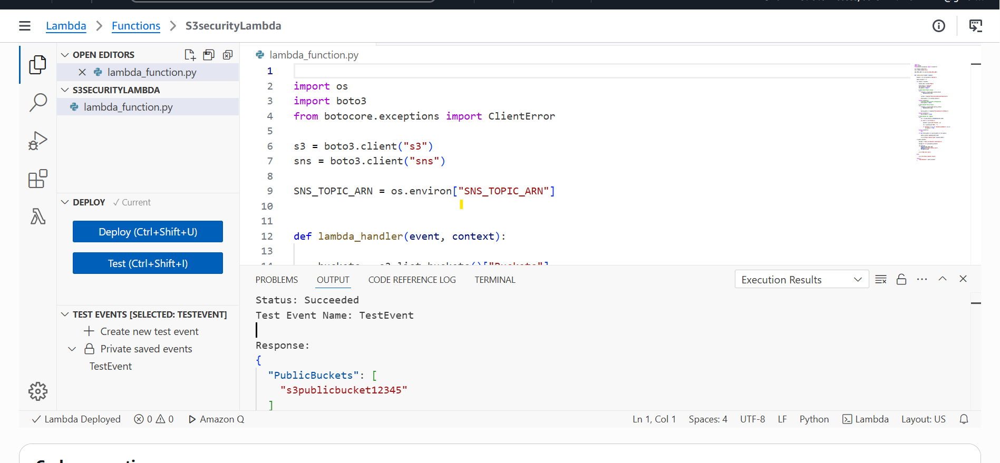 Lambda > Functions > S3securityLambda
OPEN EDITORS
lambda_function.py
S3SECURITYLAMBDA
lambda_function.py
DEPLOY ✓ Current
Deploy (Ctrl+Shift+U)
Test (Ctrl+Shift+I)
TEST EVENTS [SELECTED: TESTEVENT]
Create new test event
Private saved events
TestEvent
lambda_function.py
1
2 import os
3 import boto3
4 from botocore.exceptions import ClientError
5
6 s3 = boto3.client("s3")
7 sns = boto3.client("sns")
8
9 SNS_TOPIC_ARN = os.environ["SNS_TOPIC_ARN"]
10
11
12 def lambda_handler(event, context):
13
14 buckets = s3.list_buckets()["Buckets"]
PROBLEMS OUTPUT CODE REFERENCE LOG TERMINAL Execution Results
Status: Succeeded
Test Event Name: TestEvent
Response:
{
"PublicBuckets": [
"s3publicbucket12345"
]
Lambda Deployed 0 0 Amazon Q Ln 1, Col 1 Spaces: 4 UTF-8 LF Python Lambda Layout: US